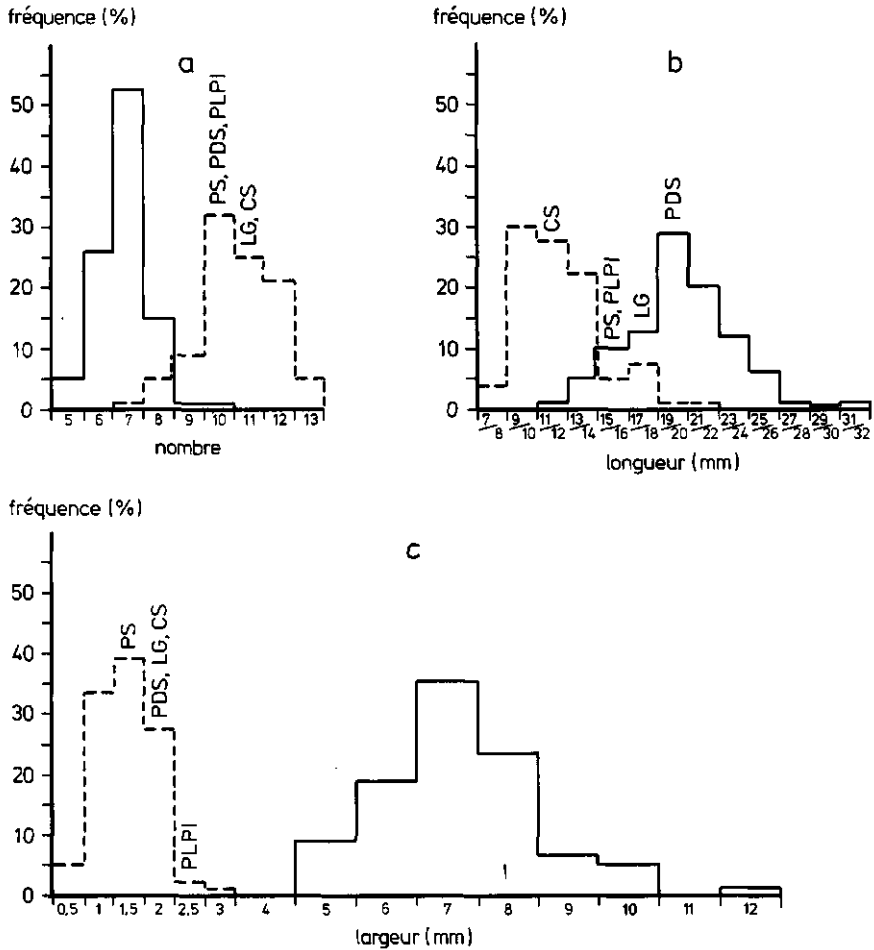 fréquence (%)
a
50
40
30
20
10
0
PS, PDS, PLPI
LG, CS
5 6 7 8 9 10 11 12 13
nombre
fréquence (%)
b
50
40
30
20
10
0
CS
PS, PLPI
LG
PDS
7/8 9/10 11/12 13/14 15/16 17/18 19/20 21/22 23/24 25/26 27/28 29/30 31/32
longueur (mm)
fréquence (%)
c
50
40
30
20
10
0
PS
PDS, LG, CS
PLPI
0,5 1 1,5 2 2,5 3 4 5 6 7 8 9 10 11 12
largeur (mm)